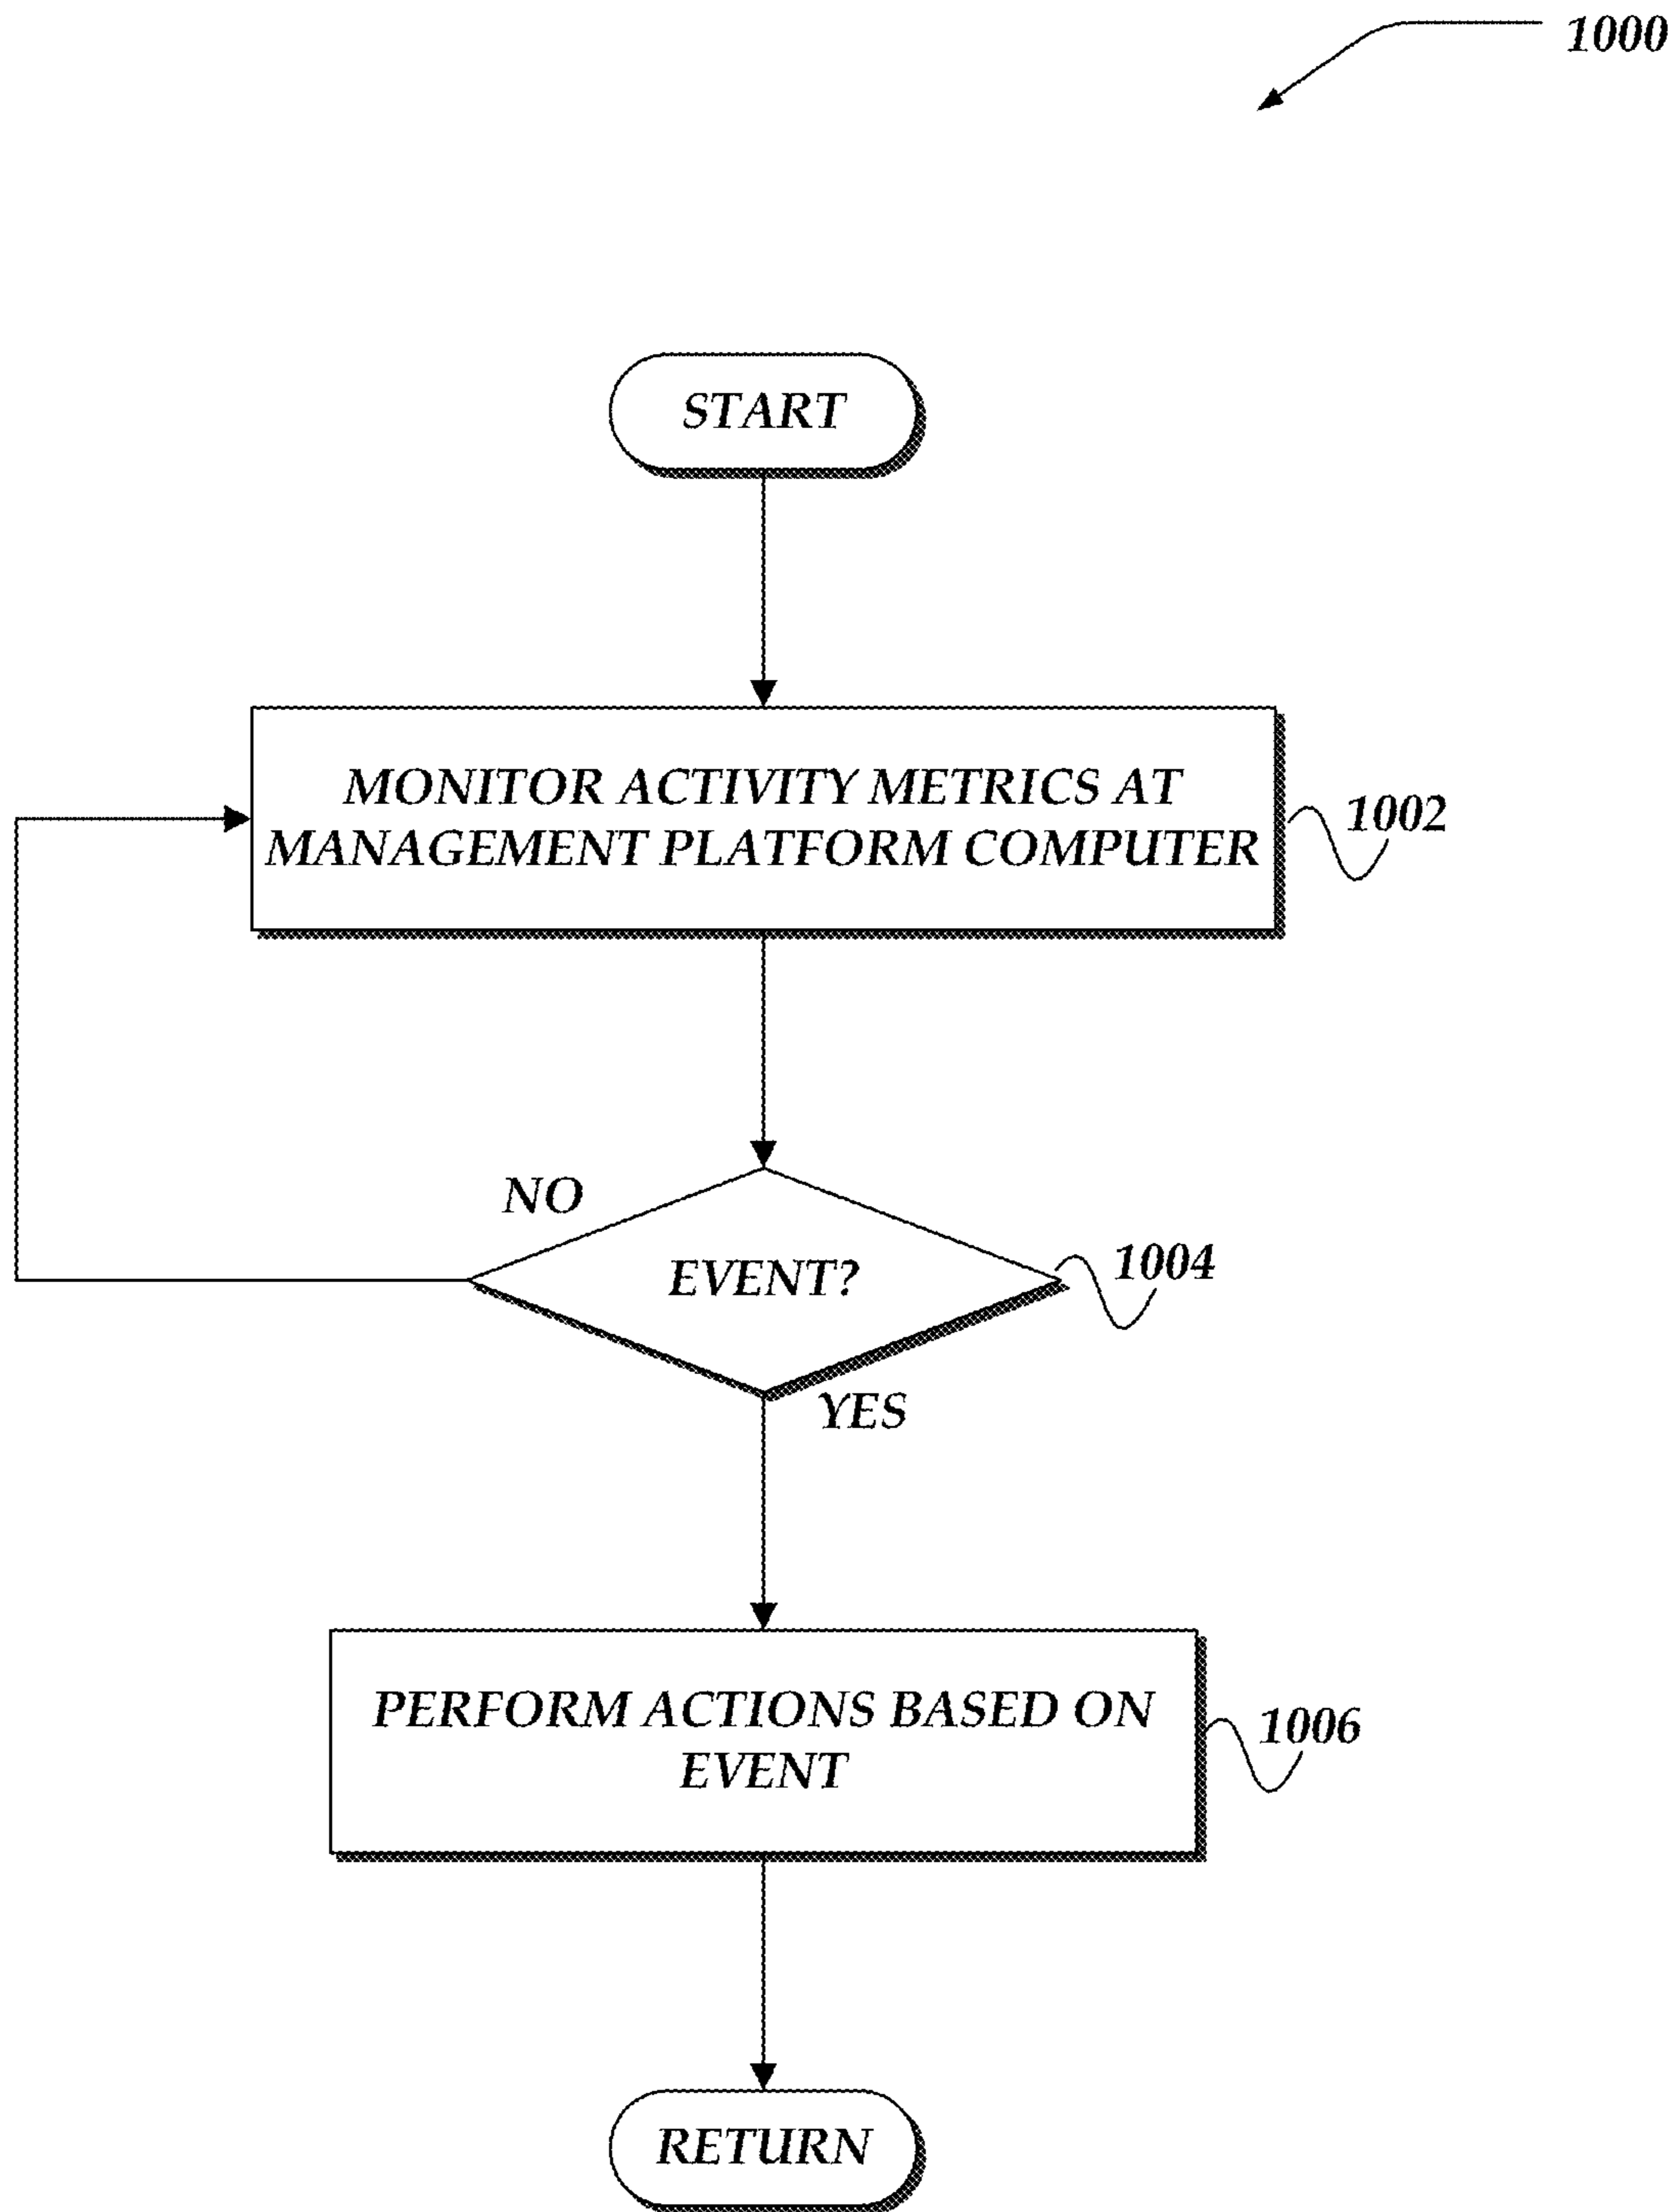 1000
START
MONITOR ACTIVITY METRICS AT
MANAGEMENT PLATFORM COMPUTER
1002
NO
EVENT?
1004
YES
PERFORM ACTIONS BASED ON
EVENT
1006
RETURN